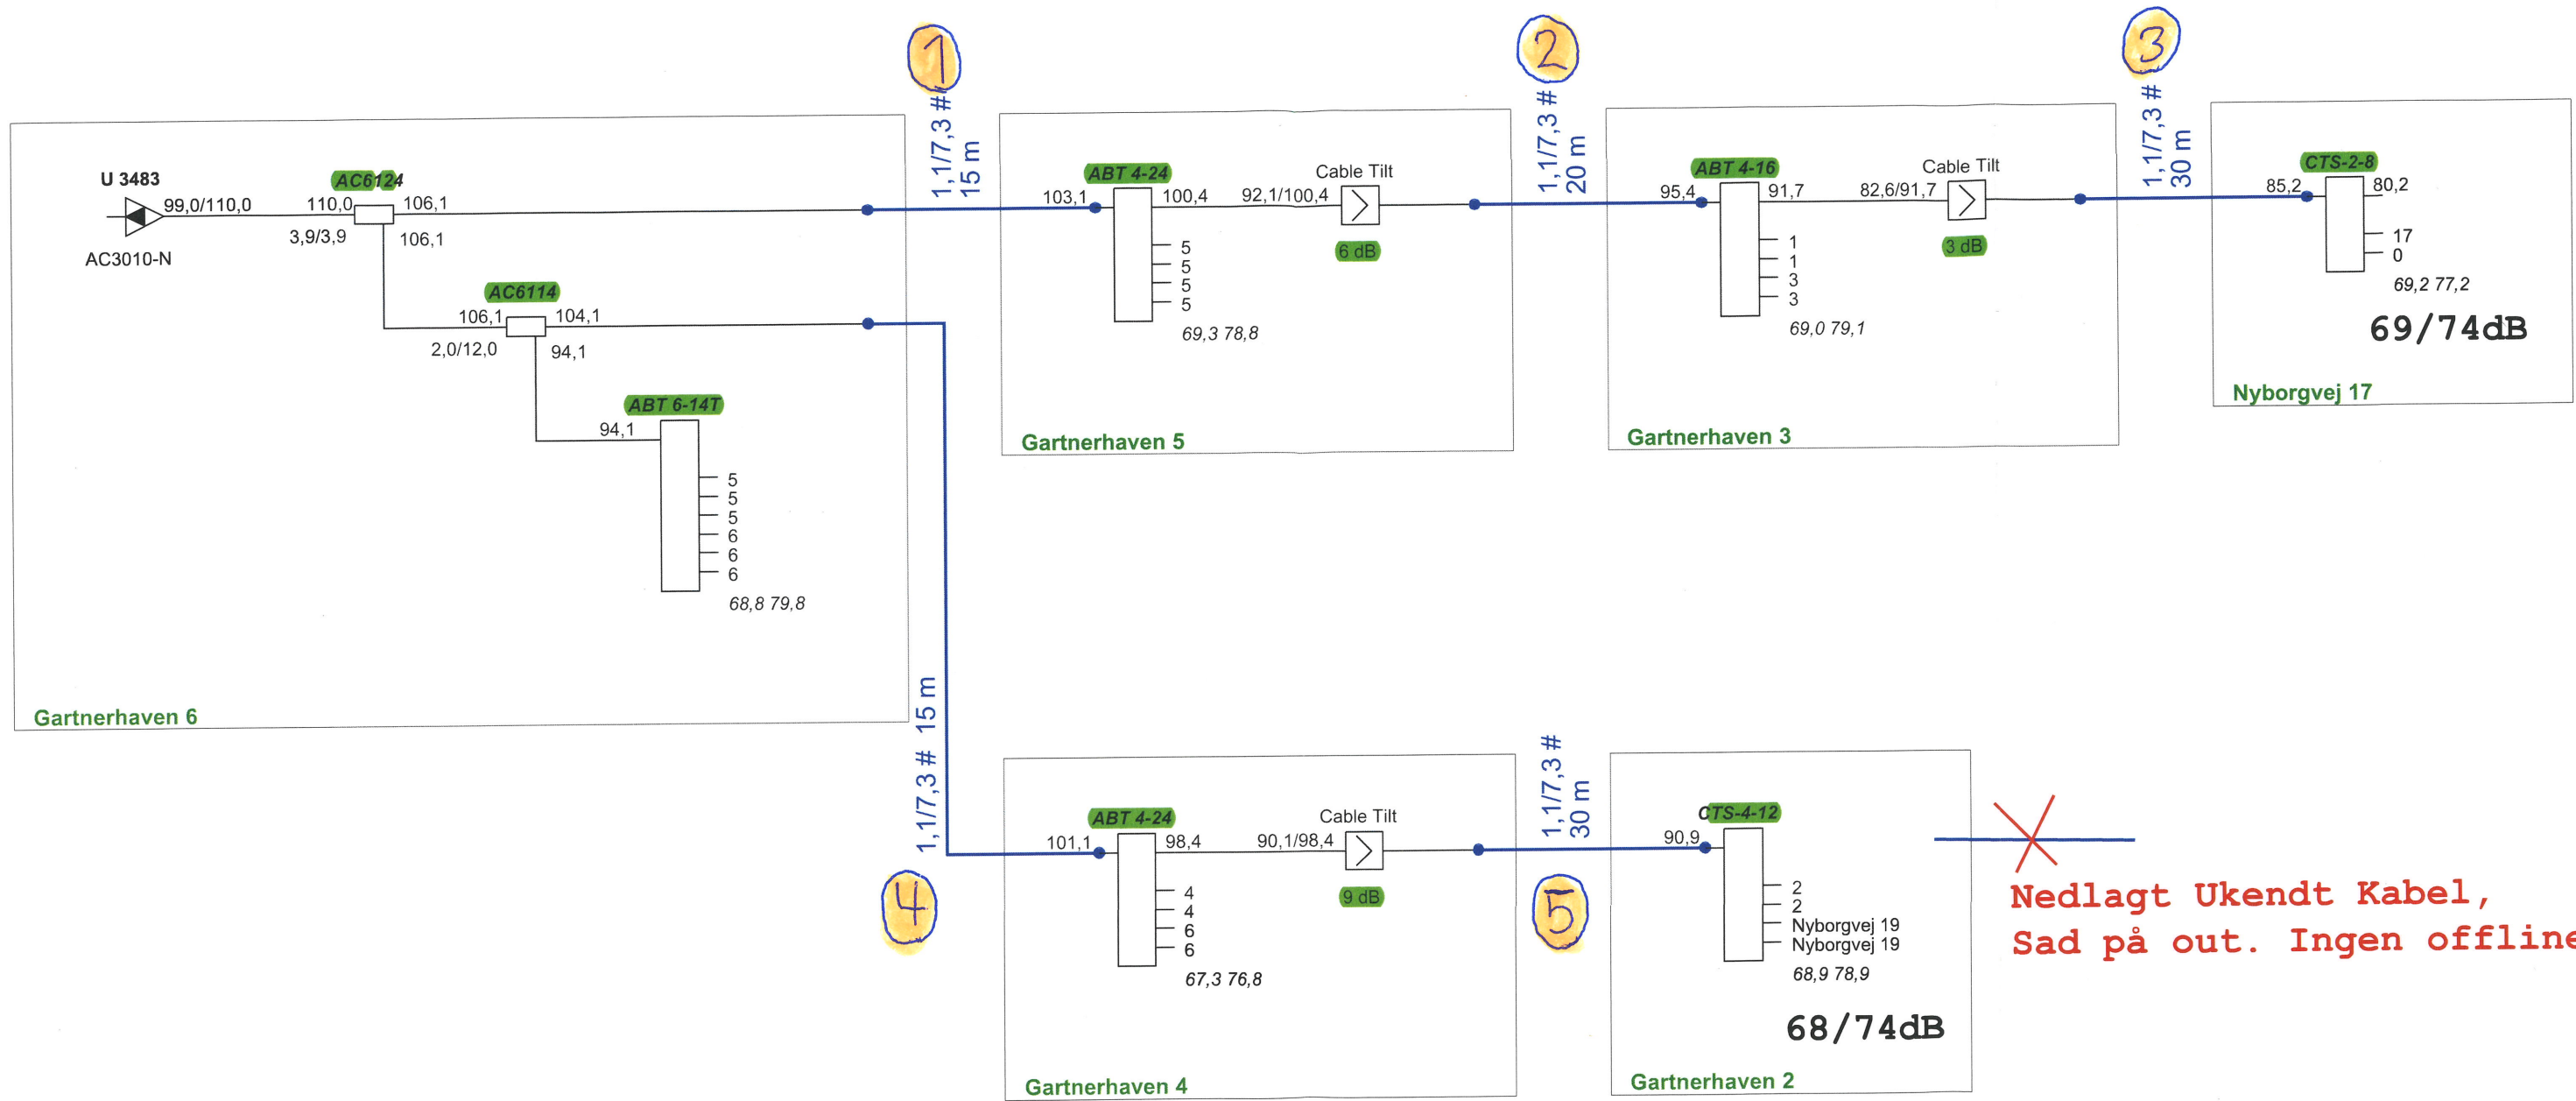 1
1,1/7,3 #
15 m
2
1,1/7,3 #
20 m
3
1,1/7,3 #
30 m
U 3483
99,0/110,0
AC3010-N
AC6124
110,0
106,1
3,9/3,9
106,1
AC6114
106,1
104,1
2,0/12,0
94,1
ABT 6-14T
94,1
5
5
5
6
6
6
68,8 79,8
Gartnerhaven 6
ABT 4-24
103,1
100,4
92,1/100,4
Cable Tilt
6 dB
5
5
5
5
69,3 78,8
Gartnerhaven 5
ABT 4-16
95,4
91,7
82,6/91,7
Cable Tilt
3 dB
1
1
3
3
69,0 79,1
Gartnerhaven 3
CTS-2-8
85,2
80,2
17
0
69,2 77,2
69/74dB
Nyborgvej 17
1,1/7,3 # 15 m
4
ABT 4-24
101,1
98,4
90,1/98,4
Cable Tilt
9 dB
4
4
6
6
67,3 76,8
Gartnerhaven 4
1,1/7,3 #
30 m
5
CTS-4-12
90,9
2
2
Nyborgvej 19
Nyborgvej 19
68,9 78,9
68/74dB
Gartnerhaven 2
Nedlagt Ukendt Kabel,
Sad på out. Ingen offline